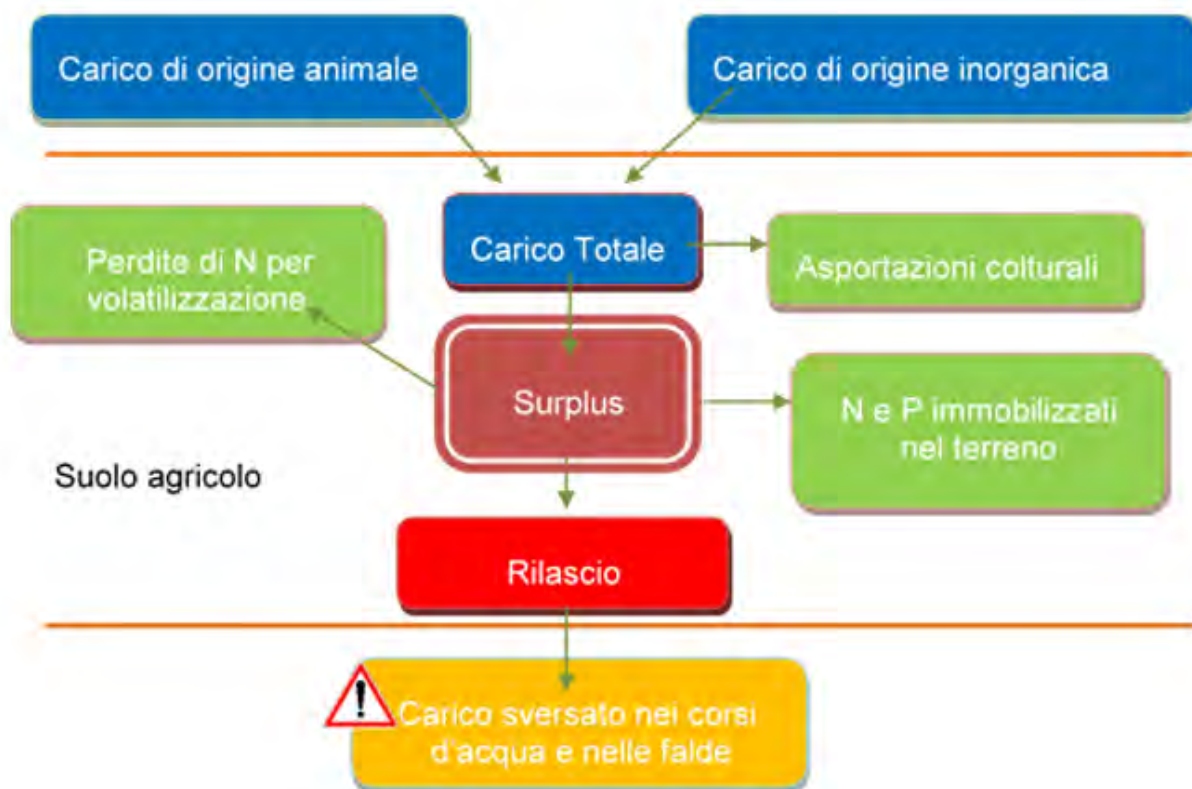 Carico di origine animale
Carico di origine inorganica
Carico Totale
Asportazioni colturali
Perdite di N per
volatilizzazione
Surplus
N e P immobilizzati
nel terreno
Suolo agricolo
Rilascio
!
Carico sversato nei corsi
d'acqua e nelle falde